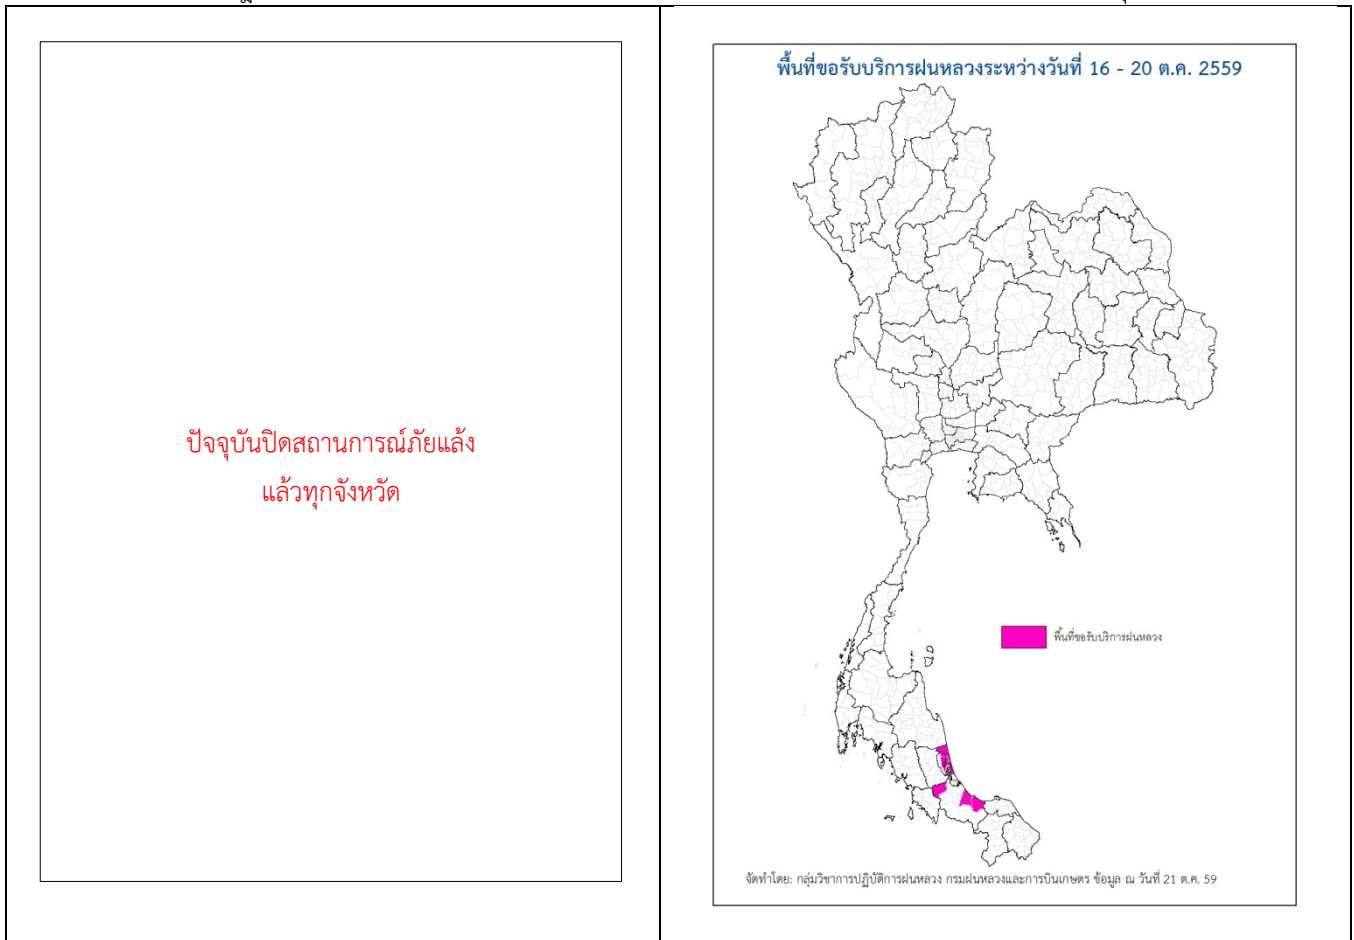 ปัจจุบันปิดสถานการณ์ภัยแล้ง
แล้วทุกจังหวัด
พื้นที่ขอรับบริการฝนหลวงระหว่างวันที่ 16 - 20 ต.ค. 2559
พื้นที่ขอรับบริการฝนหลวง
จัดทำโดย: กลุ่มวิชาการปฏิบัติการฝนหลวง กรมฝนหลวงและการบินเกษตร ข้อมูล ณ วันที่ 21 ต.ค. 59